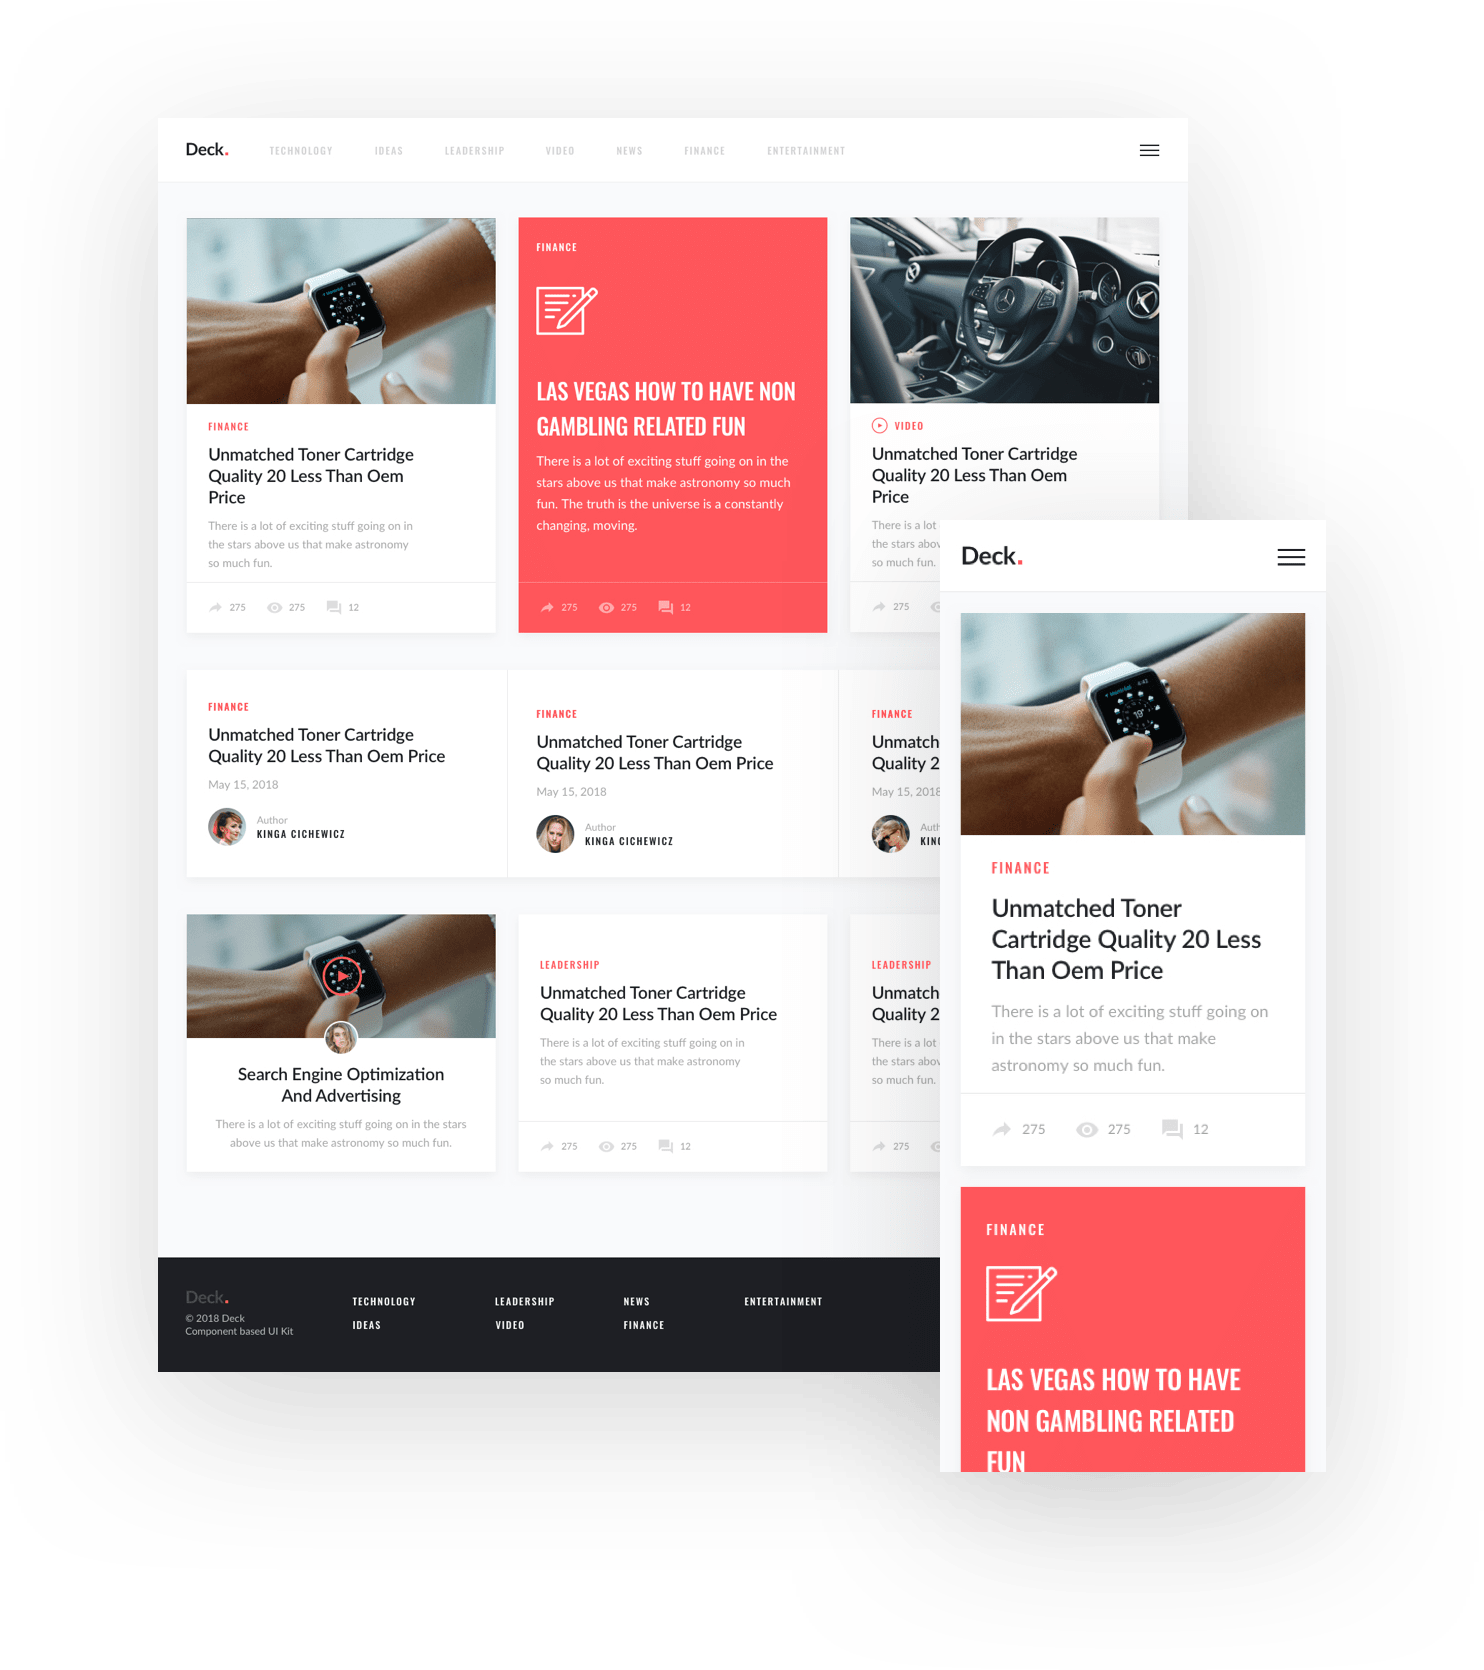 Deck.
TECHNOLOGY
IDEAS
LEADERSHIP
VIDEO
NEWS
FINANCE
ENTERTAINMENT
FINANCE
Unmatched Toner Cartridge
Quality 20 Less Than Oem
Price
There is a lot of exciting stuff going on in
the stars above us that make astronomy
so much fun.
275
275
12
FINANCE
LAS VEGAS HOW TO HAVE NON
GAMBLING RELATED FUN
There is a lot of exciting stuff going on in the
stars above us that make astronomy so much
fun. The truth is the universe is a constantly
changing, moving.
275
275
12
VIDEO
Unmatched Toner Cartridge
Quality 20 Less Than Oem
Price
There is a lot
the stars abov
so much fun.
275
FINANCE
Unmatched Toner Cartridge
Quality 20 Less Than Oem Price
May 15, 2018
Author
KINGA CICHEWICZ
FINANCE
Unmatched Toner Cartridge
Quality 20 Less Than Oem Price
May 15, 2018
Author
KINGA CICHEWICZ
FINANCE
Unmatch
Quality 2
May 15, 2018
Auth
KING
Search Engine Optimization
And Advertising
There is a lot of exciting stuff going on in the stars
above us that make astronomy so much fun.
LEADERSHIP
Unmatched Toner Cartridge
Quality 20 Less Than Oem Price
There is a lot of exciting stuff going on in
the stars above us that make astronomy
so much fun.
275
275
12
LEADERSHIP
Unmatch
Quality 2
There is a lot
the stars abov
so much fun.
275
Deck.
© 2018 Deck
Component based UI Kit
TECHNOLOGY
IDEAS
LEADERSHIP
VIDEO
NEWS
FINANCE
ENTERTAINMENT
Deck.
6:42
19°
FINANCE
Unmatched Toner
Cartridge Quality 20 Less
Than Oem Price
There is a lot of exciting stuff going on
in the stars above us that make
astronomy so much fun.
275
275
12
FINANCE
LAS VEGAS HOW TO HAVE
NON GAMBLING RELATED
FUN